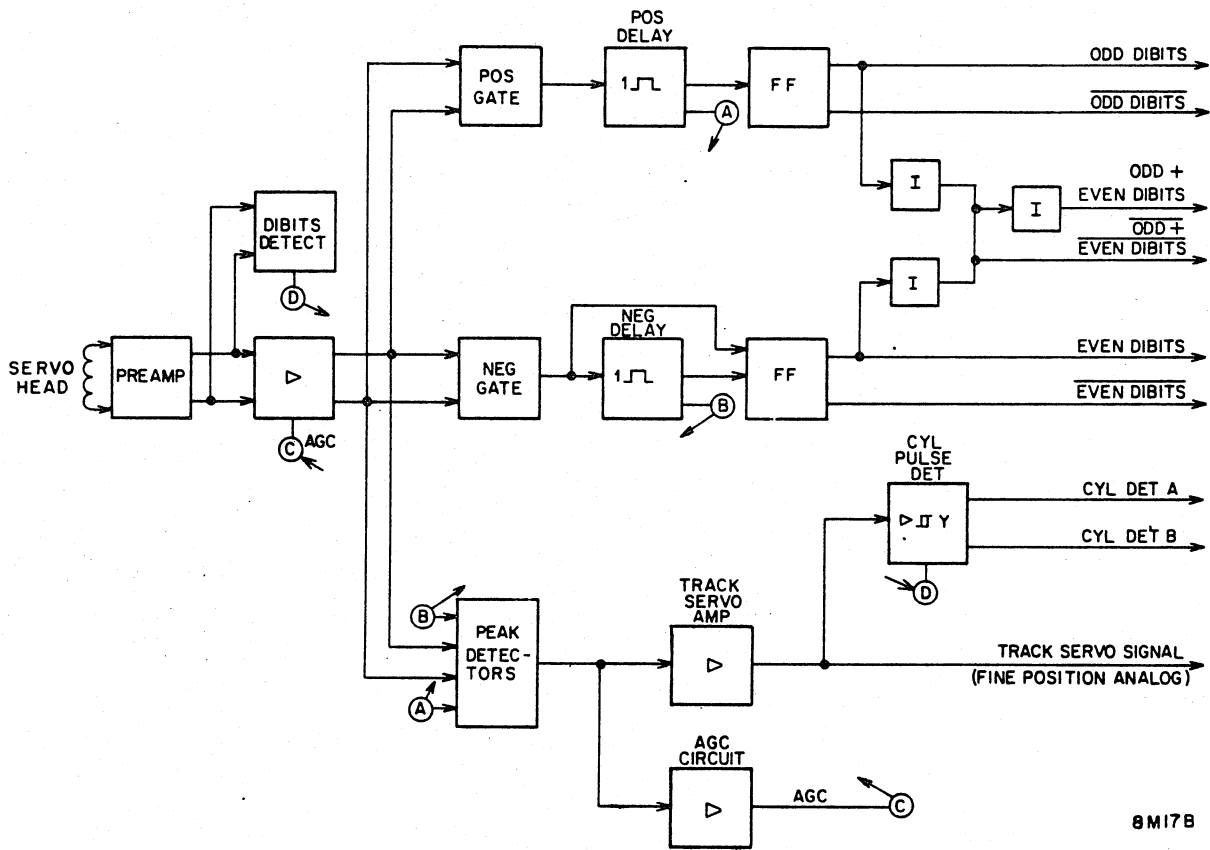 POS
DELAY
POS
GATE
1
A
FF
ODD DIBITS
ODD DIBITS
I
I
ODD +
EVEN DIBITS
ODD +
EVEN DIBITS
I
DIBITS
DETECT
D
SERVO
HEAD
PREAMP
C
AGC
NEG
GATE
NEG
DELAY
1
B
FF
EVEN DIBITS
EVEN DIBITS
CYL
PULSE
DET
Y
CYL DET A
CYL DET B
D
B
A
PEAK
DETEC-
TORS
TRACK
SERVO
AMP
TRACK SERVO SIGNAL
(FINE POSITION ANALOG)
AGC
CIRCUIT
AGC
C
8M17B